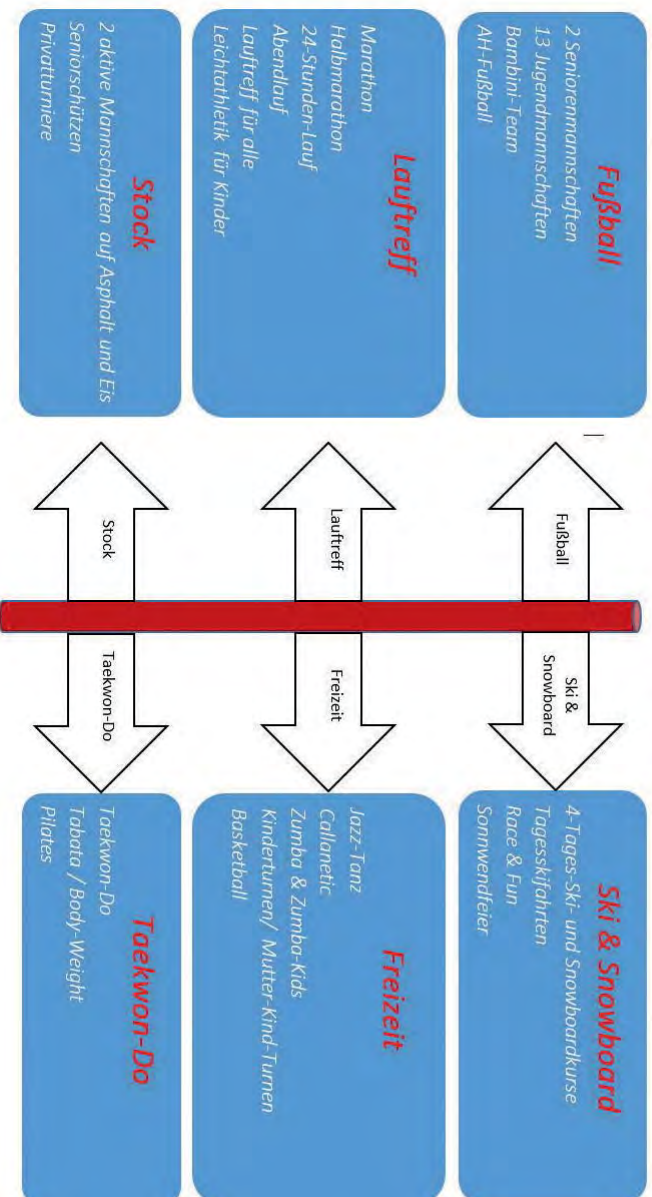 Fußball
2 Seniorenmannschaften
13 Jugendmannschaften
Bambini-Team
AH-Fußball
Fußball
Ski &
Snowboard
Ski & Snowboard
4-Tages-Ski- und Snowboardkurse
Tagesskifahrten
Race & Fun
Sonnwendfeier
Lauftreff
Marathon
Halbmarathon
24-Stunden-Lauf
Abendlauf
Lauftreff für alle
Leichtathletik für Kinder
Lauftreff
Freizeit
Freizeit
Jazz-Tanz
Callanetic
Zumba & Zumba-Kids
Kinderturnen/ Mutter-Kind-Turnen
Basketball
Stock
2 aktive Mannschaften auf Asphalt und Eis
Seniorschützen
Privatturniere
Stock
Taekwon-Do
Taekwon-Do
Taekwon-Do
Tabata / Body-Weight
Pilates